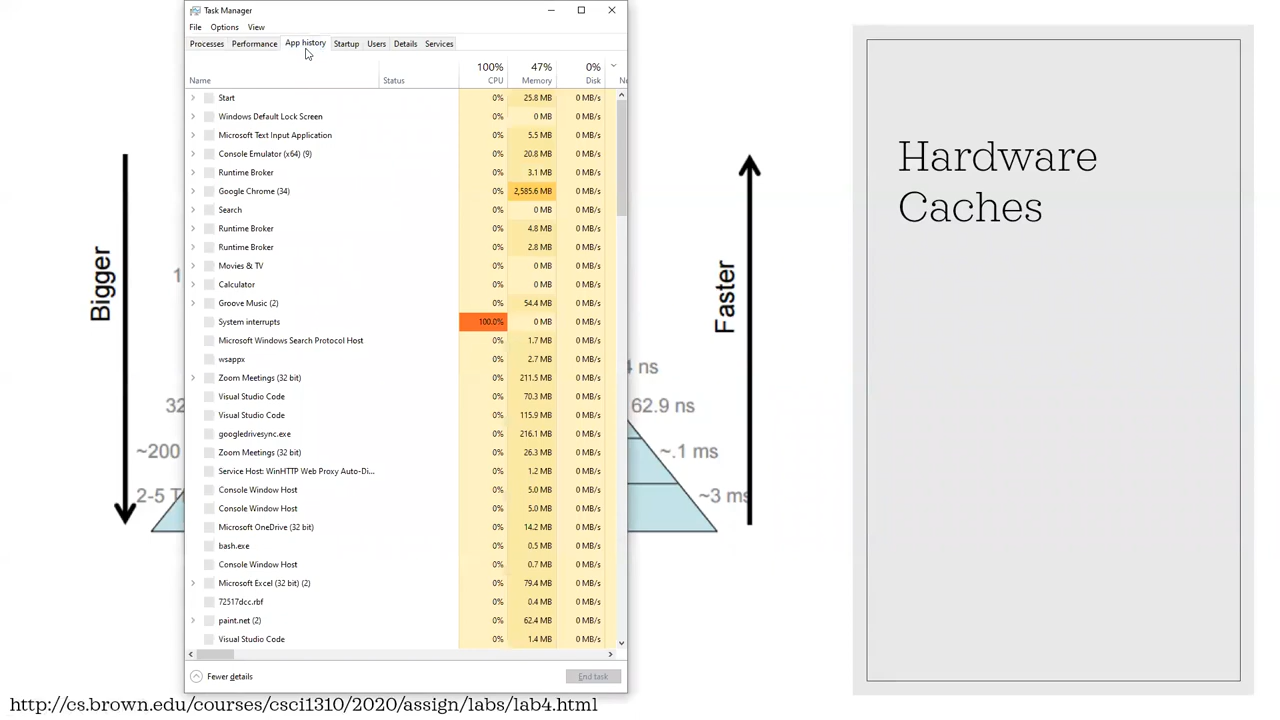 Task Manager
File Options View
Processes Performance App history Startup Users Details Services
100% 47% 0%
Name Status CPU Memory Disk
Start 0% 25.8 MB 0 MB/s
Windows Default Lock Screen 0% 0 MB 0 MB/s
Microsoft Text Input Application 0% 5.5 MB 0 MB/s
Console Emulator (x64) (9) 0% 20.8 MB 0 MB/s
Runtime Broker 0% 3.1 MB 0 MB/s
Google Chrome (34) 0% 2,585.6 MB 0 MB/s
Search 0% 0 MB 0 MB/s
Runtime Broker 0% 4.8 MB 0 MB/s
Runtime Broker 0% 2.8 MB 0 MB/s
Movies & TV 0% 0 MB 0 MB/s
Calculator 0% 0 MB 0 MB/s
Groove Music (2) 0% 54.4 MB 0 MB/s
System interrupts 100.0% 0 MB 0 MB/s
Microsoft Windows Search Protocol Host 0% 1.7 MB 0 MB/s
wsappx 0% 2.7 MB 0 MB/s
Zoom Meetings (32 bit) 0% 211.5 MB 0 MB/s
Visual Studio Code 0% 70.3 MB 0 MB/s
Visual Studio Code 0% 115.9 MB 0 MB/s
googledrivesync.exe 0% 216.1 MB 0 MB/s
Zoom Meetings (32 bit) 0% 26.3 MB 0 MB/s
Service Host: WinHTTP Web Proxy Auto-Di... 0% 1.2 MB 0 MB/s
Console Window Host 0% 5.0 MB 0 MB/s
Console Window Host 0% 5.0 MB 0 MB/s
Microsoft OneDrive (32 bit) 0% 14.2 MB 0 MB/s
bash.exe 0% 0.5 MB 0 MB/s
Console Window Host 0% 0.7 MB 0 MB/s
Microsoft Excel (32 bit) (2) 0% 79.4 MB 0 MB/s
72517dcc.rbf 0% 0.4 MB 0 MB/s
paint.net (2) 0% 62.4 MB 0 MB/s
Visual Studio Code 0% 1.4 MB 0 MB/s
Fewer details End task
Bigger
1
32
~200
2-5 T
4 ns
62.9 ns
~.1 ms
~3 ms
Faster
Hardware
Caches
http://cs.brown.edu/courses/csci1310/2020/assign/labs/lab4.html